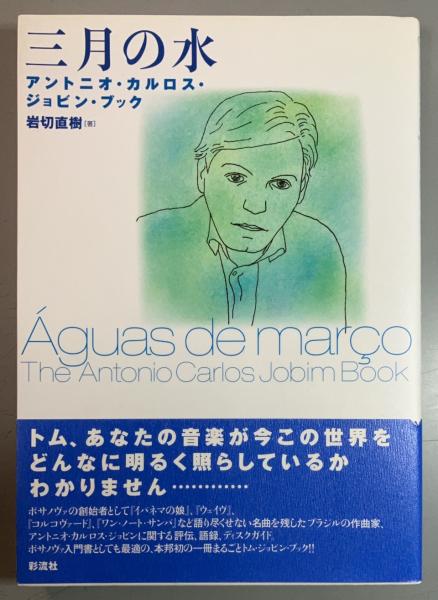 三月の水
アントニオ・カルロス・
ジョビン・ブック
岩切直樹[著]
Águas de março
The Antonio Carlos Jobim Book
トム、あなたの音楽が今この世界を
どんなに明るく照らしているか
わかりません…………
ボサノヴァの創始者として『イパネマの娘』、『ウェイヴ』、
『コルコヴァード』、『ワン・ノート・サンバ』など語り尽くせない名曲を残したブラジルの作曲家、
アントニオ・カルロス・ジョビンに関する評伝、語録、ディスクガイド。
ボサノヴァ入門書としても最適の、本邦初の一冊まるごとトム・ジョビン・ブック!!
彩流社